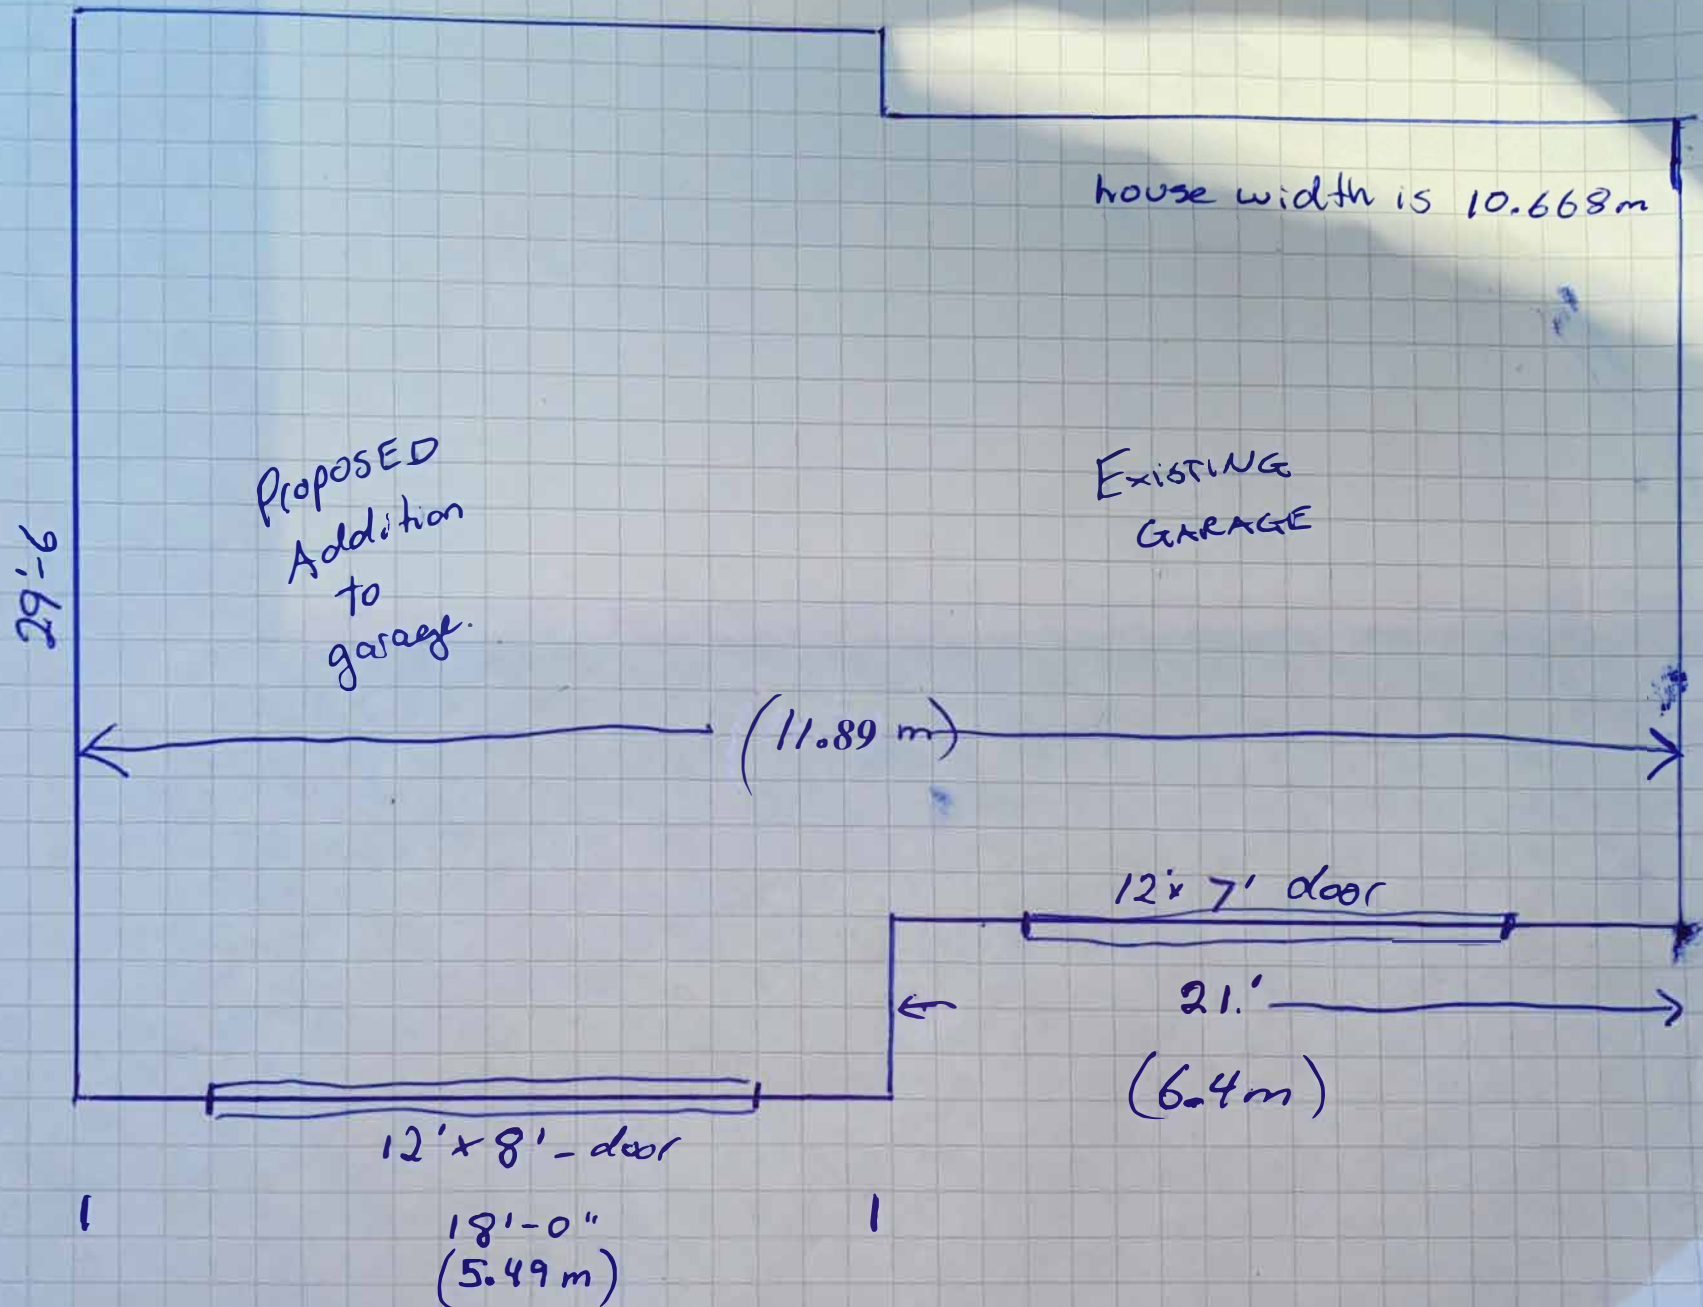 house width is 10.668m
Proposed
Addition
to
garage.
Existing
Garage
29'-6
(11.89 m)
12'x 7' door
21.'
(6.4m)
12'x 8'- door
18'-0"
(5.49m)